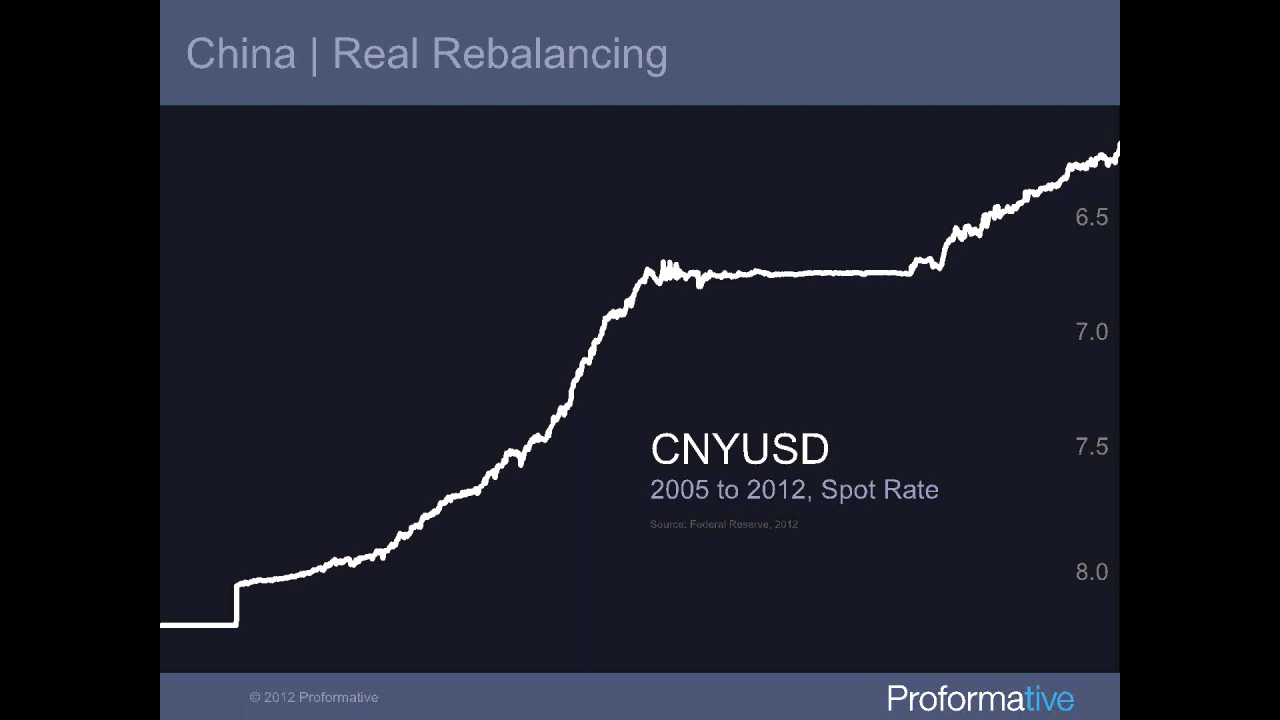 China | Real Rebalancing
6.5
7.0
7.5
8.0
CNYUSD
2005 to 2012, Spot Rate
Source: Federal Reserve, 2012
© 2012 Proformative
Proformative